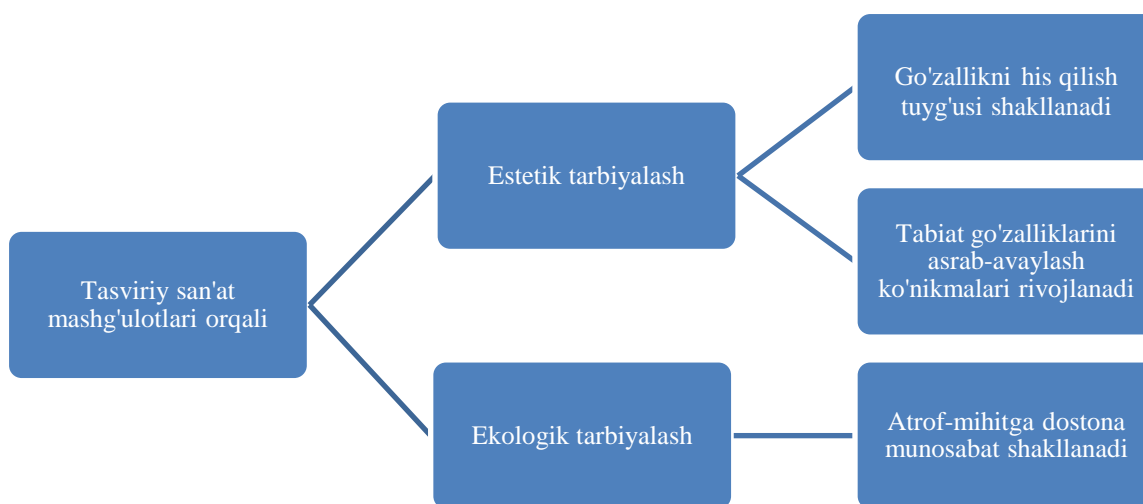 Tasviriy san'at
mashg'ulotlari orqali
Estetik tarbiyalash
Go'zallikni his qilish
tuyg'usi shakllanadi
Tabiat go'zalliklarini
asrab-avaylash
ko'nikmalari rivojlanadi
Ekologik tarbiyalash
Atrof-mihitga dostona
munosabat shakllanadi